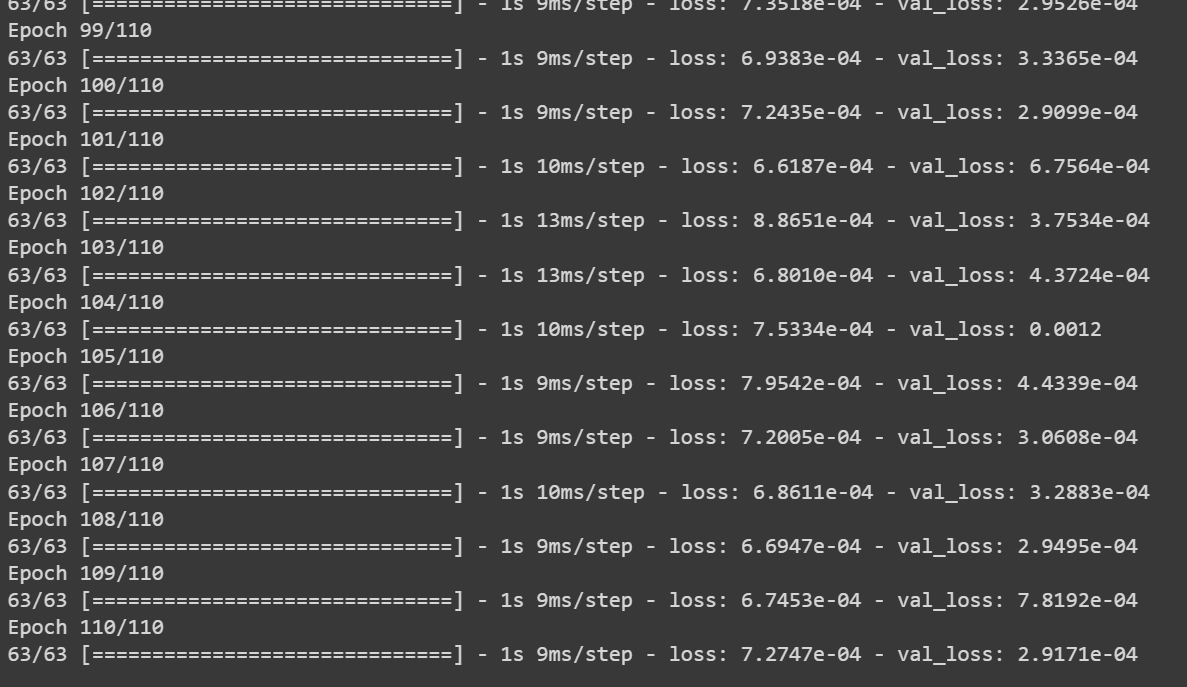 63/63 [==============================] - 1s 9ms/step - loss: 7.3518e-04 - val_loss: 2.9526e-04
Epoch 99/110
63/63 [==============================] - 1s 9ms/step - loss: 6.9383e-04 - val_loss: 3.3365e-04
Epoch 100/110
63/63 [==============================] - 1s 9ms/step - loss: 7.2435e-04 - val_loss: 2.9099e-04
Epoch 101/110
63/63 [==============================] - 1s 10ms/step - loss: 6.6187e-04 - val_loss: 6.7564e-04
Epoch 102/110
63/63 [==============================] - 1s 13ms/step - loss: 8.8651e-04 - val_loss: 3.7534e-04
Epoch 103/110
63/63 [==============================] - 1s 13ms/step - loss: 6.8010e-04 - val_loss: 4.3724e-04
Epoch 104/110
63/63 [==============================] - 1s 10ms/step - loss: 7.5334e-04 - val_loss: 0.0012
Epoch 105/110
63/63 [==============================] - 1s 9ms/step - loss: 7.9542e-04 - val_loss: 4.4339e-04
Epoch 106/110
63/63 [==============================] - 1s 9ms/step - loss: 7.2005e-04 - val_loss: 3.0608e-04
Epoch 107/110
63/63 [==============================] - 1s 10ms/step - loss: 6.8611e-04 - val_loss: 3.2883e-04
Epoch 108/110
63/63 [==============================] - 1s 9ms/step - loss: 6.6947e-04 - val_loss: 2.9495e-04
Epoch 109/110
63/63 [==============================] - 1s 9ms/step - loss: 6.7453e-04 - val_loss: 7.8192e-04
Epoch 110/110
63/63 [==============================] - 1s 9ms/step - loss: 7.2747e-04 - val_loss: 2.9171e-04